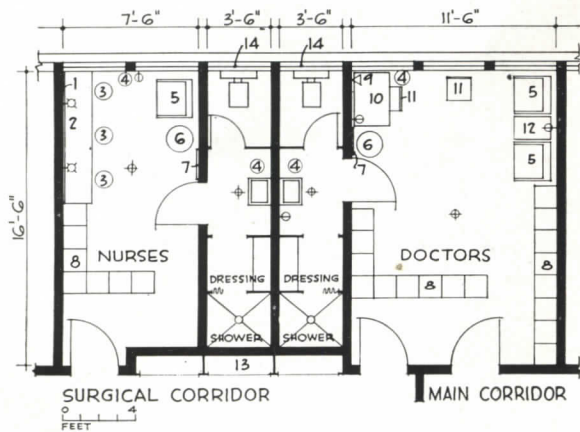 7'-6" 3'-6" 3'-6" 11'-6"
14 14
16'-6"
1 4 9 4
3 5 10 11 11 5
2
3 6 6 12
7 7 5
3 4 4
8 NURSES DOCTORS 8
DRESSING DRESSING 8
SHOWER SHOWER
13
SURGICAL CORRIDOR MAIN CORRIDOR
0 4
FEET